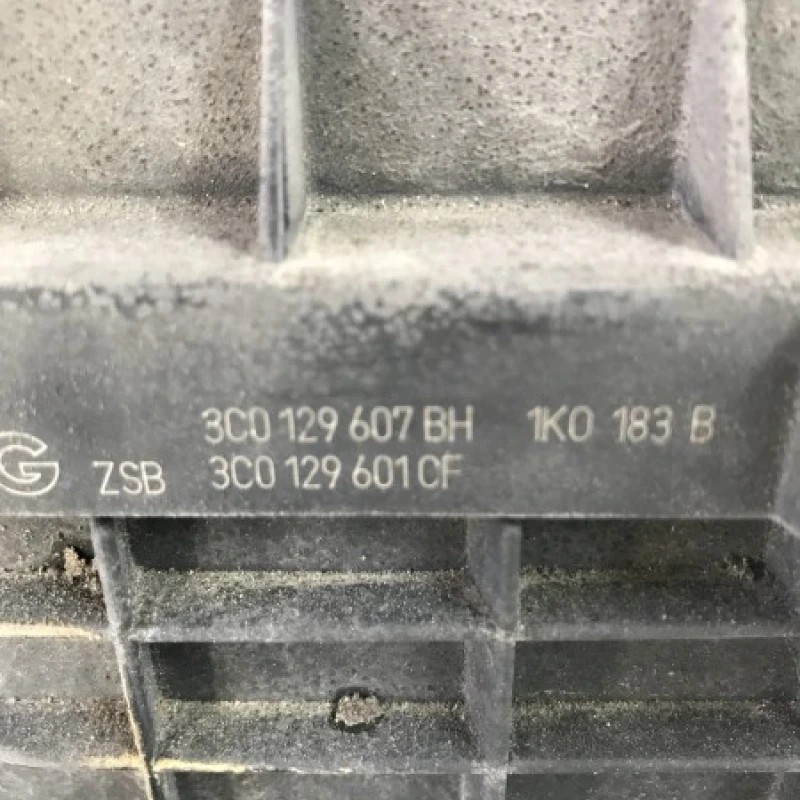 3C0 129 607 BH 1K0 183 B
G ZSB 3C0 129 601 CF